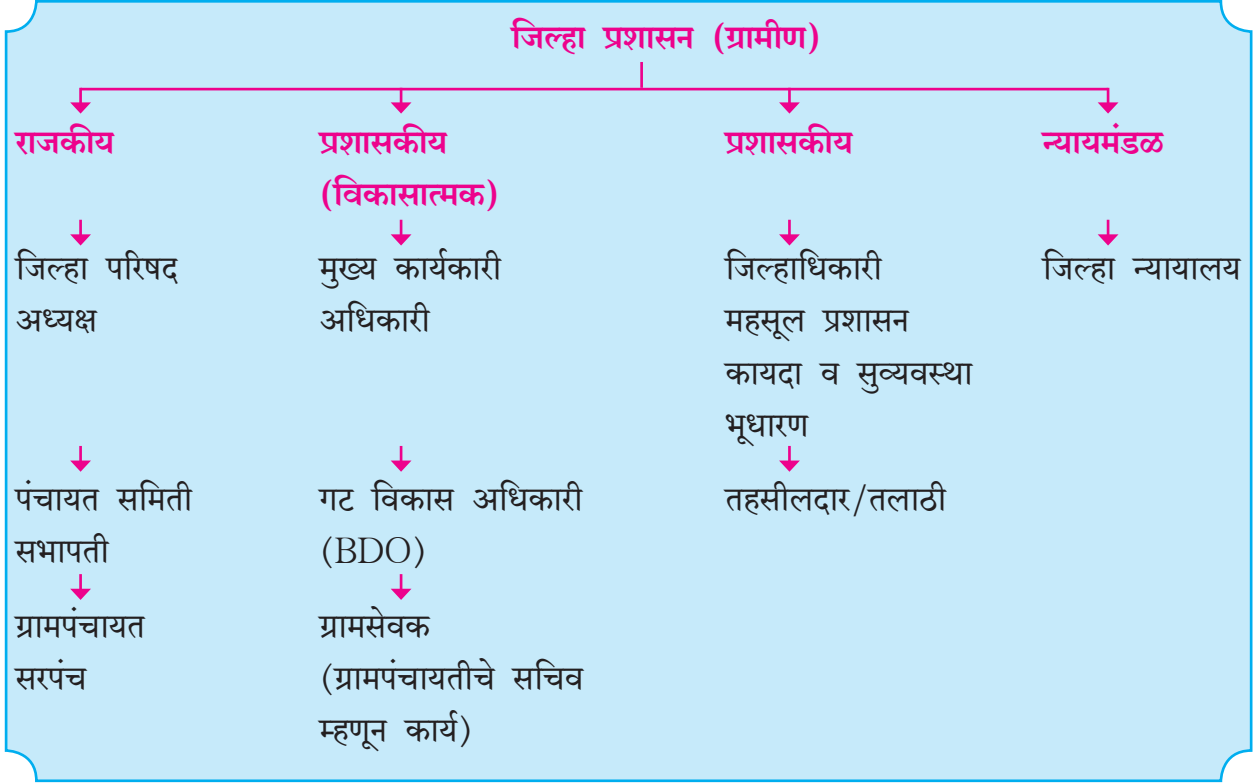 जिल्हा प्रशासन (ग्रामीण)
राजकीय
जिल्हा परिषद
अध्यक्ष
पंचायत समिती
सभापती
ग्रामपंचायत
सरपंच
प्रशासकीय
(विकासात्मक)
मुख्य कार्यकारी
अधिकारी
गट विकास अधिकारी
(BDO)
ग्रामसेवक
(ग्रामपंचायतीचे सचिव
म्हणून कार्य)
प्रशासकीय
जिल्हाधिकारी
महसूल प्रशासन
कायदा व सुव्यवस्था
भूधारण
तहसीलदार/तलाठी
न्यायमंडळ
जिल्हा न्यायालय